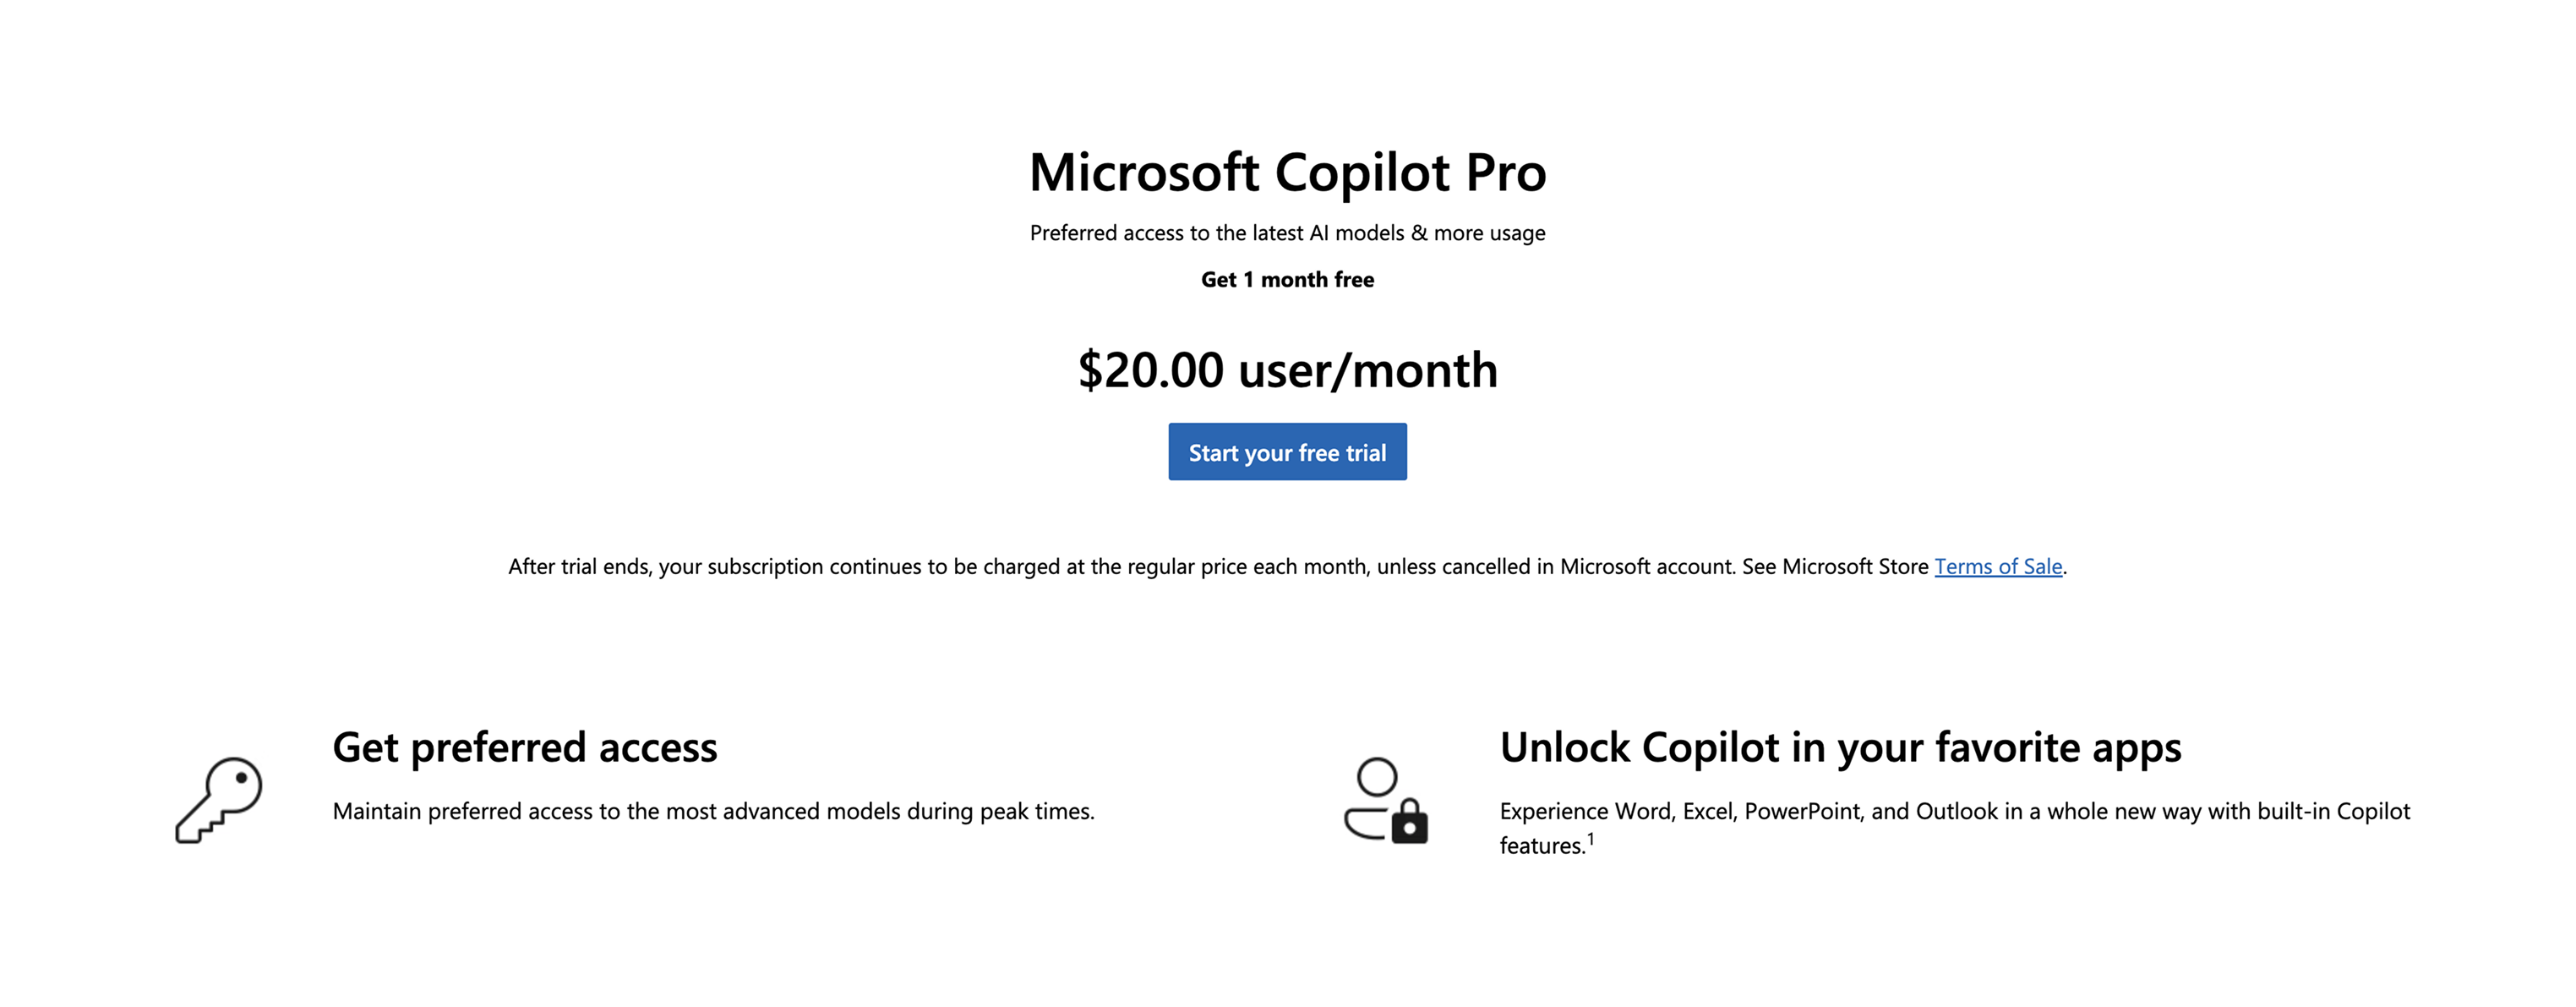 Microsoft Copilot Pro
Preferred access to the latest AI models & more usage
Get 1 month free
$20.00 user/month
Start your free trial
After trial ends, your subscription continues to be charged at the regular price each month, unless cancelled in Microsoft account. See Microsoft Store Terms of Sale.
Get preferred access
Maintain preferred access to the most advanced models during peak times.
Unlock Copilot in your favorite apps
Experience Word, Excel, PowerPoint, and Outlook in a whole new way with built-in Copilot
features.1